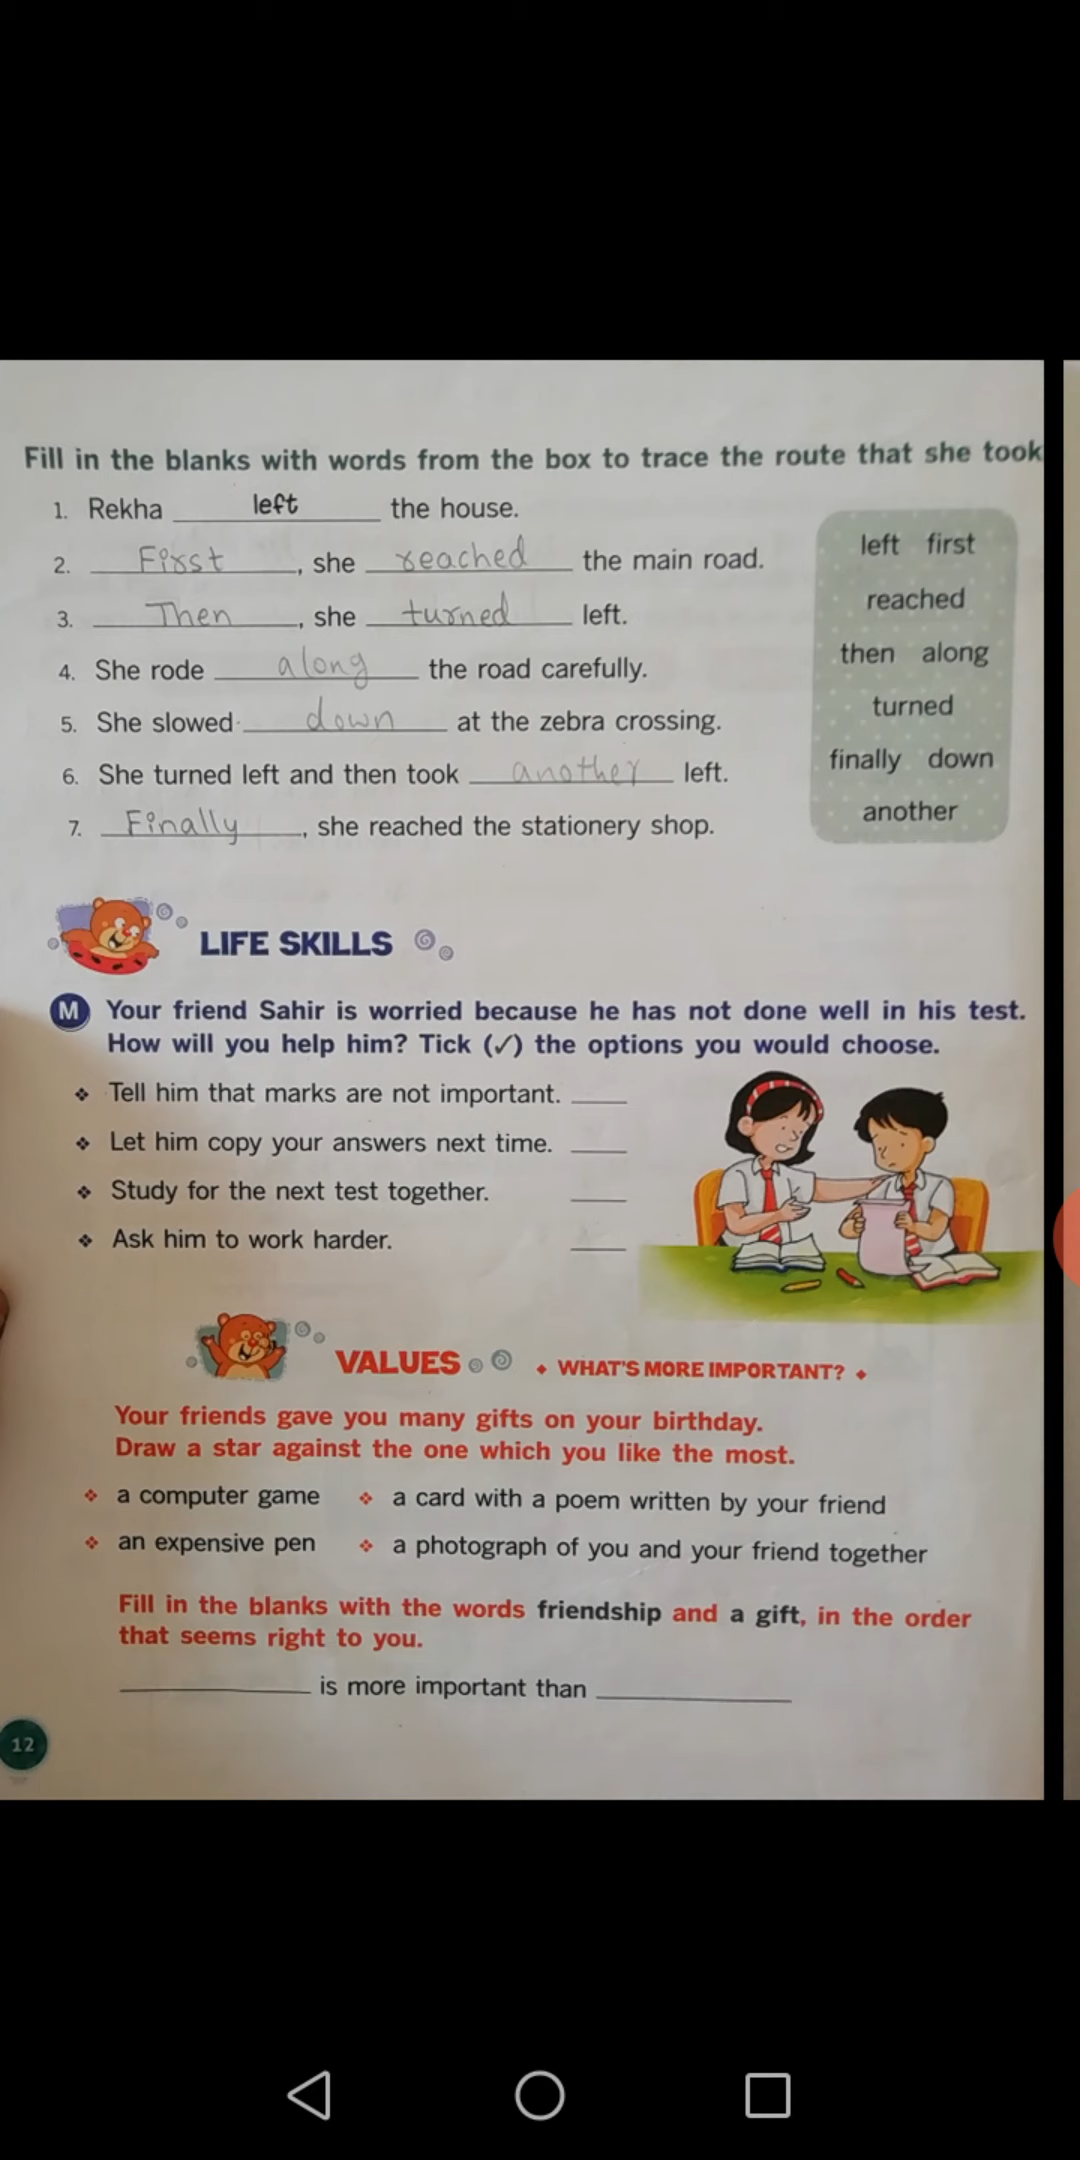 Fill in the blanks with words from the box to trace the route that she took
1. Rekha left the house.
2. First, she reached the main road.
3. Then, she turned left.
4. She rode along the road carefully.
5. She slowed down at the zebra crossing.
6. She turned left and then took another left.
7. Finally, she reached the stationery shop.
left first
reached
then along
turned
finally down
another
LIFE SKILLS
M Your friend Sahir is worried because he has not done well in his test.
How will you help him? Tick (✓) the options you would choose.
❖ Tell him that marks are not important. ____
❖ Let him copy your answers next time. ____
❖ Study for the next test together. ____
❖ Ask him to work harder. ____
VALUES ◆ WHAT'S MORE IMPORTANT? ◆
Your friends gave you many gifts on your birthday.
Draw a star against the one which you like the most.
❖ a computer game ❖ a card with a poem written by your friend
❖ an expensive pen ❖ a photograph of you and your friend together
Fill in the blanks with the words friendship and a gift, in the order
that seems right to you.
____ is more important than ____
12